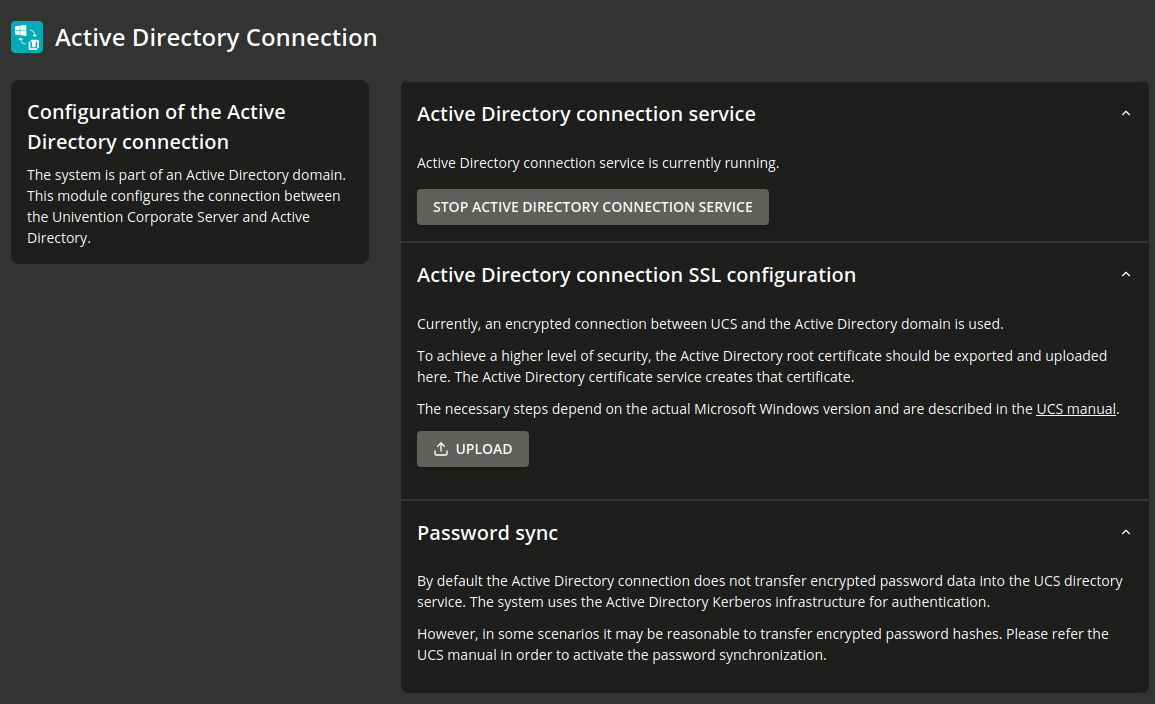 Active Directory Connection
Configuration of the Active
Directory connection
The system is part of an Active Directory domain.
This module configures the connection between
the Univention Corporate Server and Active
Directory.
Active Directory connection service
Active Directory connection service is currently running.
STOP ACTIVE DIRECTORY CONNECTION SERVICE
Active Directory connection SSL configuration
Currently, an encrypted connection between UCS and the Active Directory domain is used.
To achieve a higher level of security, the Active Directory root certificate should be exported and uploaded
here. The Active Directory certificate service creates that certificate.
The necessary steps depend on the actual Microsoft Windows version and are described in the UCS manual.
UPLOAD
Password sync
By default the Active Directory connection does not transfer encrypted password data into the UCS directory
service. The system uses the Active Directory Kerberos infrastructure for authentication.
However, in some scenarios it may be reasonable to transfer encrypted password hashes. Please refer the
UCS manual in order to activate the password synchronization.